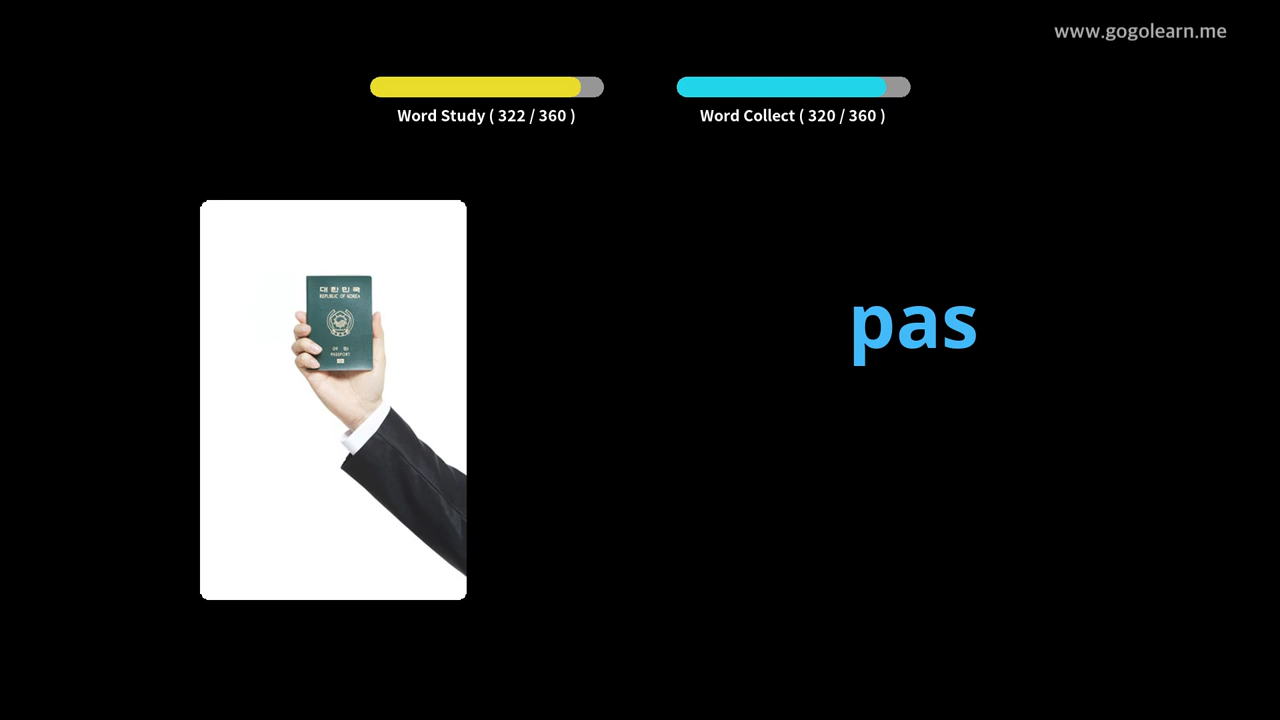 www.gogolearn.me
Word Study ( 322 / 360 )
Word Collect ( 320 / 360 )
대한민국
REPUBLIC OF KOREA
여 권
PASSPORT
pas